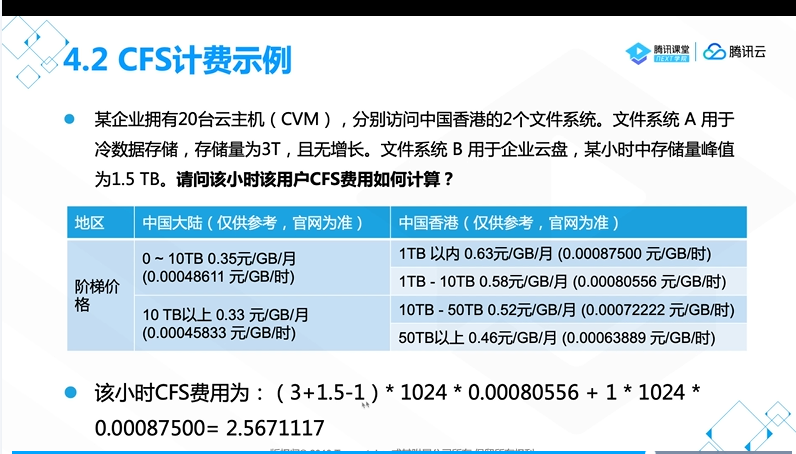 4.2 CFS计费示例
腾讯课堂
NEXT学院
腾讯云
某企业拥有20台云主机（CVM），分别访问中国香港的2个文件系统。文件系统 A 用于
冷数据存储，存储量为3T，且无增长。文件系统 B 用于企业云盘，某小时中存储量峰值
为1.5 TB。请问该小时该用户CFS费用如何计算？
地区
中国大陆（仅供参考，官网为准）
中国香港（仅供参考，官网为准）
阶梯价
格
0 ~ 10TB 0.35元/GB/月
(0.00048611 元/GB/时)
10 TB以上 0.33 元/GB/月
(0.00045833 元/GB/时)
1TB 以内 0.63元/GB/月 (0.00087500 元/GB/时)
1TB - 10TB 0.58元/GB/月 (0.00080556 元/GB/时)
10TB - 50TB 0.52元/GB/月 (0.00072222 元/GB/时)
50TB以上 0.46元/GB/月 (0.00063889 元/GB/时)
该小时CFS费用为：（3+1.5-1）* 1024 * 0.00080556 + 1 * 1024 *
0.00087500= 2.5671117